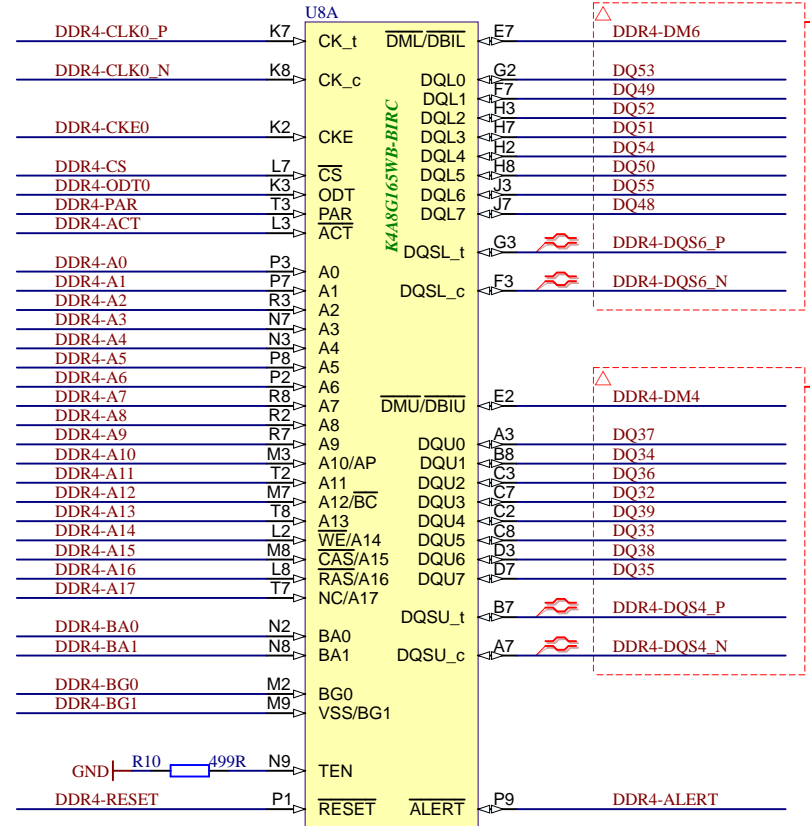 U8A
DDR4-CLK0_P K7 CK_t DML/DBIL E7 DDR4-DM6
DDR4-CLK0_N K8 CK_c DQL0 G2 DQ53
DQL1 F7 DQ49
DQL2 H3 DQ52
DDR4-CKE0 K2 CKE DQL3 H7 DQ51
DQL4 H2 DQ54
DDR4-CS L7 CS DQL5 H8 DQ50
DDR4-ODT0 K3 ODT DQL6 J3 DQ55
DDR4-PAR T3 PAR DQL7 J7 DQ48
DDR4-ACT L3 ACT
K4A8G165WB-BIRC
DQSL_t G3 DDR4-DQS6_P
DDR4-A0 P3 A0
DDR4-A1 P7 A1 DQSL_c F3 DDR4-DQS6_N
DDR4-A2 R3 A2
DDR4-A3 N7 A3
DDR4-A4 N3 A4
DDR4-A5 P8 A5
DDR4-A6 P2 A6
DDR4-A7 R8 A7 DMU/DBIU E2 DDR4-DM4
DDR4-A8 R2 A8
DDR4-A9 R7 A9 DQU0 A3 DQ37
DDR4-A10 M3 A10/AP DQU1 B8 DQ34
DDR4-A11 T2 A11 DQU2 C3 DQ36
DDR4-A12 M7 A12/BC DQU3 C7 DQ32
DDR4-A13 T8 A13 DQU4 C2 DQ39
DDR4-A14 L2 WE/A14 DQU5 C8 DQ33
DDR4-A15 M8 CAS/A15 DQU6 D3 DQ38
DDR4-A16 L8 RAS/A16 DQU7 D7 DQ35
DDR4-A17 T7 NC/A17
DQSU_t B7 DDR4-DQS4_P
DDR4-BA0 N2 BA0
DDR4-BA1 N8 BA1 DQSU_c A7 DDR4-DQS4_N
DDR4-BG0 M2 BG0
DDR4-BG1 M9 VSS/BG1
GND R10 499R N9 TEN
DDR4-RESET P1 RESET ALERT P9 DDR4-ALERT